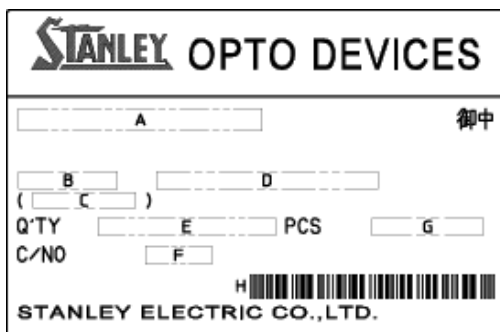 STANLEY OPTO DEVICES
A 御中
B D
( C )
Q'TY E PCS G
C/NO F
H
STANLEY ELECTRIC CO.,LTD.